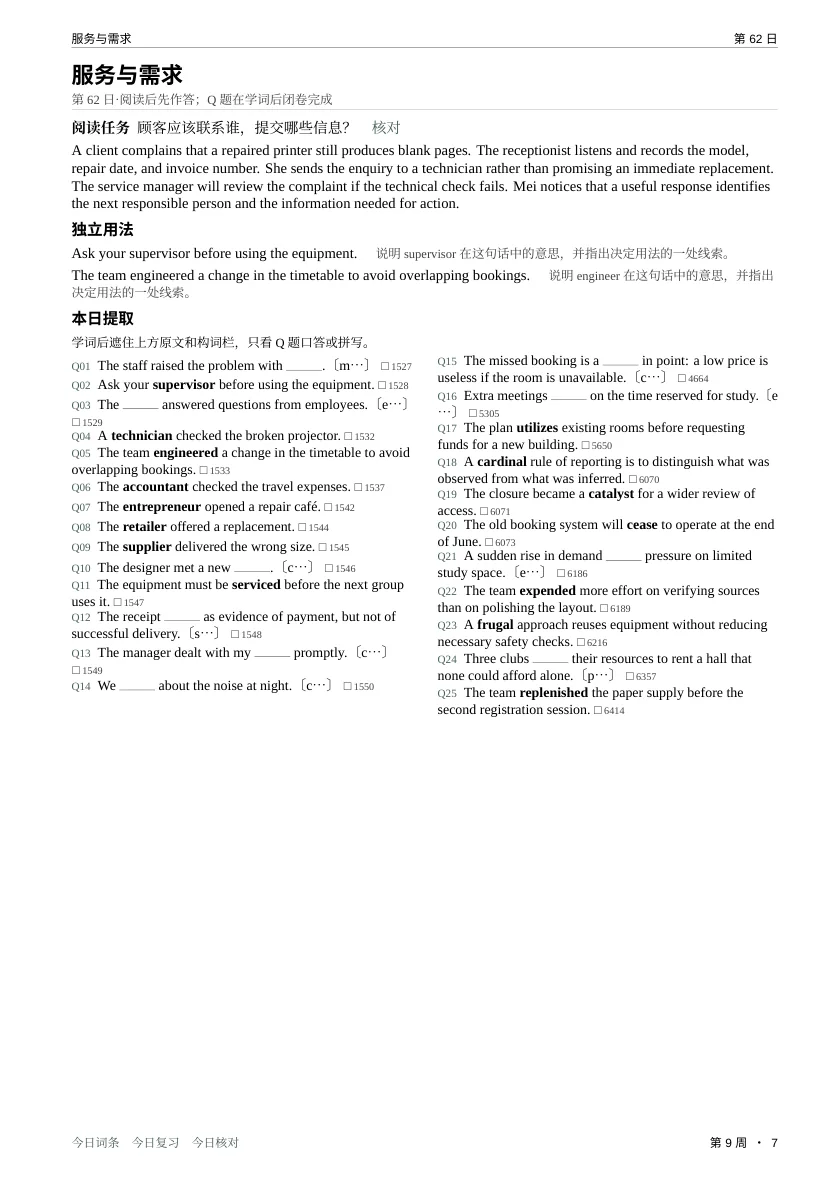 服务与需求
第 62 日
服务与需求
第 62 日·阅读后先作答；Q 题在学词后闭卷完成
阅读任务 顾客应该联系谁，提交哪些信息？ 核对
A client complains that a repaired printer still produces blank pages. The receptionist listens and records the model,
repair date, and invoice number. She sends the enquiry to a technician rather than promising an immediate replacement.
The service manager will review the complaint if the technical check fails. Mei notices that a useful response identifies
the next responsible person and the information needed for action.
独立用法
Ask your supervisor before using the equipment. 说明 supervisor 在这句话中的意思，并指出决定用法的一处线索。
The team engineered a change in the timetable to avoid overlapping bookings. 说明 engineer 在这句话中的意思，并指出
决定用法的一处线索。
本日提取
学词后遮住上方原文和构词栏，只看 Q 题口答或拼写。
Q01 The staff raised the problem with _____.〔m⋯〕 □ 1527
Q02 Ask your supervisor before using the equipment. □ 1528
Q03 The _____ answered questions from employees.〔e⋯〕
□ 1529
Q04 A technician checked the broken projector. □ 1532
Q05 The team engineered a change in the timetable to avoid
overlapping bookings. □ 1533
Q06 The accountant checked the travel expenses. □ 1537
Q07 The entrepreneur opened a repair café. □ 1542
Q08 The retailer offered a replacement. □ 1544
Q09 The supplier delivered the wrong size. □ 1545
Q10 The designer met a new _____.〔c⋯〕 □ 1546
Q11 The equipment must be serviced before the next group
uses it. □ 1547
Q12 The receipt _____ as evidence of payment, but not of
successful delivery.〔s⋯〕 □ 1548
Q13 The manager dealt with my _____ promptly.〔c⋯〕
□ 1549
Q14 We _____ about the noise at night.〔c⋯〕 □ 1550
Q15 The missed booking is a _____ in point: a low price is
useless if the room is unavailable.〔c⋯〕 □ 4664
Q16 Extra meetings _____ on the time reserved for study.〔e
⋯〕 □ 5305
Q17 The plan utilizes existing rooms before requesting
funds for a new building. □ 5650
Q18 A cardinal rule of reporting is to distinguish what was
observed from what was inferred. □ 6070
Q19 The closure became a catalyst for a wider review of
access. □ 6071
Q20 The old booking system will cease to operate at the end
of June. □ 6073
Q21 A sudden rise in demand _____ pressure on limited
study space.〔e⋯〕 □ 6186
Q22 The team expended more effort on verifying sources
than on polishing the layout. □ 6189
Q23 A frugal approach reuses equipment without reducing
necessary safety checks. □ 6216
Q24 Three clubs _____ their resources to rent a hall that
none could afford alone.〔p⋯〕 □ 6357
Q25 The team replenished the paper supply before the
second registration session. □ 6414
今日词条 今日复习 今日核对
第 9 周 · 7